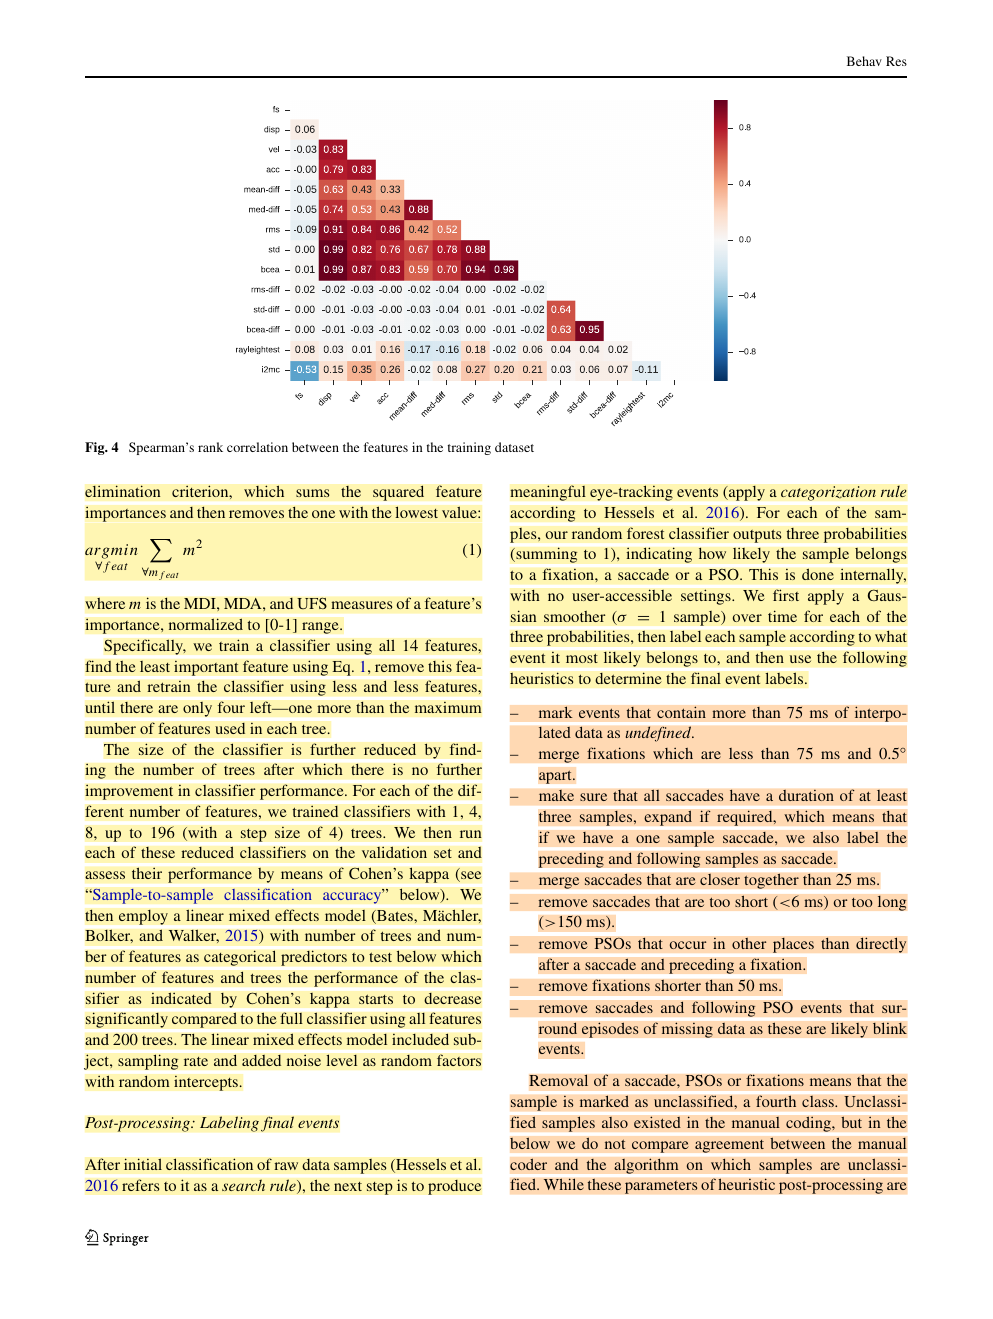 Behav Res
fs
disp 0.06
vel -0.03 0.83
acc -0.00 0.79 0.83
mean-diff -0.05 0.63 0.43 0.33
med-diff -0.05 0.74 0.53 0.43 0.88
rms -0.09 0.91 0.84 0.86 0.42 0.52
std 0.00 0.99 0.82 0.76 0.67 0.78 0.88
bcea 0.01 0.99 0.87 0.83 0.59 0.70 0.94 0.98
rms-diff 0.02 -0.02 -0.03 -0.00 -0.02 -0.04 0.00 -0.02 -0.02
std-diff 0.00 -0.01 -0.03 -0.00 -0.03 -0.04 0.01 -0.01 -0.02 0.64
bcea-diff 0.00 -0.01 -0.03 -0.01 -0.02 -0.03 0.00 -0.01 -0.02 0.63 0.95
rayleightest 0.08 0.03 0.01 0.16 -0.17 -0.16 0.18 -0.02 0.06 0.04 0.04 0.02
i2mc -0.53 0.15 0.35 0.26 -0.02 0.08 0.27 0.20 0.21 0.03 0.06 0.07 -0.11
fs disp vel acc mean-diff med-diff rms std bcea rms-diff std-diff bcea-diff rayleightest i2mc
0.8
0.4
0.0
−0.4
−0.8
Fig. 4 Spearman's rank correlation between the features in the training dataset
elimination criterion, which sums the squared feature
importances and then removes the one with the lowest value:
argmin ∑ m² (1)
∀feat ∀m_feat
where m is the MDI, MDA, and UFS measures of a feature's
importance, normalized to [0-1] range.
Specifically, we train a classifier using all 14 features,
find the least important feature using Eq. 1, remove this fea-
ture and retrain the classifier using less and less features,
until there are only four left—one more than the maximum
number of features used in each tree.
The size of the classifier is further reduced by find-
ing the number of trees after which there is no further
improvement in classifier performance. For each of the dif-
ferent number of features, we trained classifiers with 1, 4,
8, up to 196 (with a step size of 4) trees. We then run
each of these reduced classifiers on the validation set and
assess their performance by means of Cohen's kappa (see
“Sample-to-sample classification accuracy” below). We
then employ a linear mixed effects model (Bates, Mächler,
Bolker, and Walker, 2015) with number of trees and num-
ber of features as categorical predictors to test below which
number of features and trees the performance of the clas-
sifier as indicated by Cohen's kappa starts to decrease
significantly compared to the full classifier using all features
and 200 trees. The linear mixed effects model included sub-
ject, sampling rate and added noise level as random factors
with random intercepts.
Post-processing: Labeling final events
After initial classification of raw data samples (Hessels et al.
2016 refers to it as a search rule), the next step is to produce
meaningful eye-tracking events (apply a categorization rule
according to Hessels et al. 2016). For each of the sam-
ples, our random forest classifier outputs three probabilities
(summing to 1), indicating how likely the sample belongs
to a fixation, a saccade or a PSO. This is done internally,
with no user-accessible settings. We first apply a Gaus-
sian smoother (σ = 1 sample) over time for each of the
three probabilities, then label each sample according to what
event it most likely belongs to, and then use the following
heuristics to determine the final event labels.
– mark events that contain more than 75 ms of interpo-
lated data as undefined.
– merge fixations which are less than 75 ms and 0.5°
apart.
– make sure that all saccades have a duration of at least
three samples, expand if required, which means that
if we have a one sample saccade, we also label the
preceding and following samples as saccade.
– merge saccades that are closer together than 25 ms.
– remove saccades that are too short (<6 ms) or too long
(>150 ms).
– remove PSOs that occur in other places than directly
after a saccade and preceding a fixation.
– remove fixations shorter than 50 ms.
– remove saccades and following PSO events that sur-
round episodes of missing data as these are likely blink
events.
Removal of a saccade, PSOs or fixations means that the
sample is marked as unclassified, a fourth class. Unclassi-
fied samples also existed in the manual coding, but in the
below we do not compare agreement between the manual
coder and the algorithm on which samples are unclassi-
fied. While these parameters of heuristic post-processing are
Springer